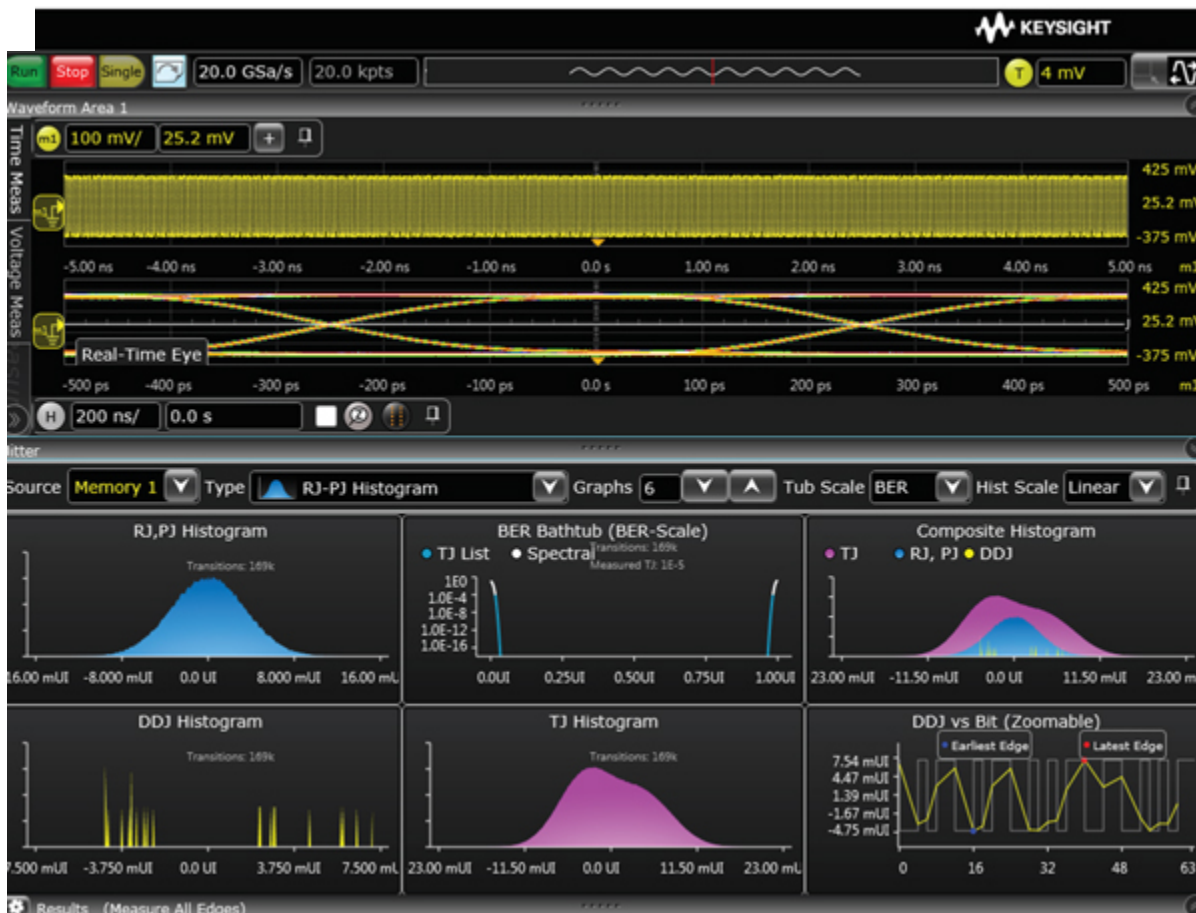 KEYSIGHT
Run Stop Single 20.0 GSa/s 20.0 kpts T 4 mV
Waveform Area 1
Time Meas
Voltage Meas
m1 100 mV/ 25.2 mV +
425 mV
25.2 mV
-375 mV
-5.00 ns -4.00 ns -3.00 ns -2.00 ns -1.00 ns 0.0 s 1.00 ns 2.00 ns 3.00 ns 4.00 ns 5.00 ns m1
425 mV
25.2 mV
-375 mV
Real-Time Eye
-500 ps -400 ps -300 ps -200 ps -100 ps 0.0 s 100 ps 200 ps 300 ps 400 ps 500 ps m1
H 200 ns/ 0.0 s
itter
Source Memory 1 Type RJ-PJ Histogram Graphs 6 Tub Scale BER Hist Scale Linear
RJ,PJ Histogram
Transitions: 169k
16.00 mUI -8.000 mUI 0.0 UI 8.000 mUI 16.00 mU
BER Bathtub (BER-Scale)
TJ List Spectral
Transitions: 169k
Measured TJ: 1E-5
1E0
1.0E-4
1.0E-8
1.0E-12
1.0E-16
0.0UI 0.25UI 0.50UI 0.75UI 1.00UI
Composite Histogram
TJ RJ, PJ DDJ
23.00 mUI -11.50 mUI 0.0 UI 11.50 mUI 23.00 m
DDJ Histogram
Transitions: 169k
7.500 mUI -3.750 mUI 0.0 UI 3.750 mUI 7.500 mU
TJ Histogram
Transitions: 169k
23.00 mUI -11.50 mUI 0.0 UI 11.50 mUI 23.00 mU
DDJ vs Bit (Zoomable)
Earliest Edge Latest Edge
7.54 mUI
4.47 mUI
1.39 mUI
-1.67 mUI
-4.75 mUI
0 16 32 48 63
Results (Measure All Edges)